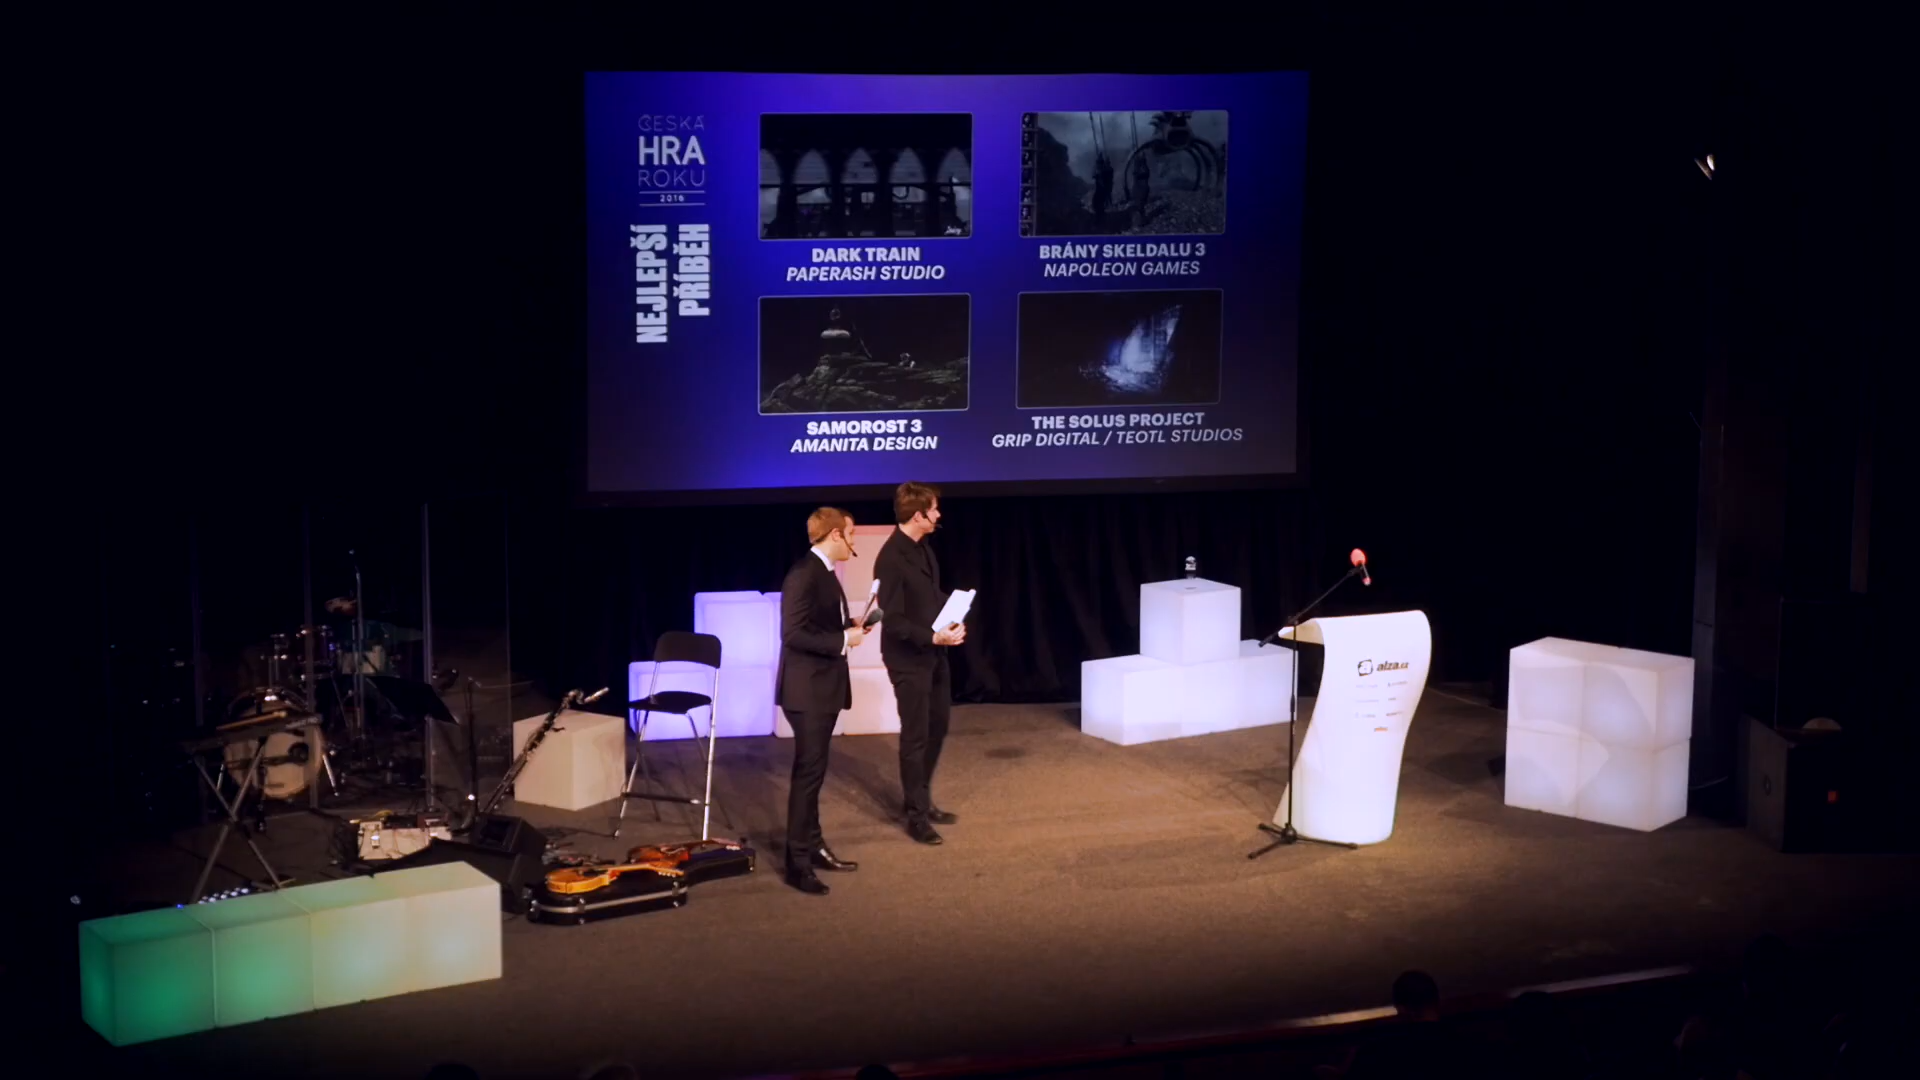 ČESKÁ
HRA
ROKU
2016
NEJLEPŠÍ
PŘÍBĚH
DARK TRAIN
PAPERASH STUDIO
BRÁNY SKELDALU 3
NAPOLEON GAMES
SAMOROST 3
AMANITA DESIGN
THE SOLUS PROJECT
GRIP DIGITAL / TEOTL STUDIOS
alza.cz